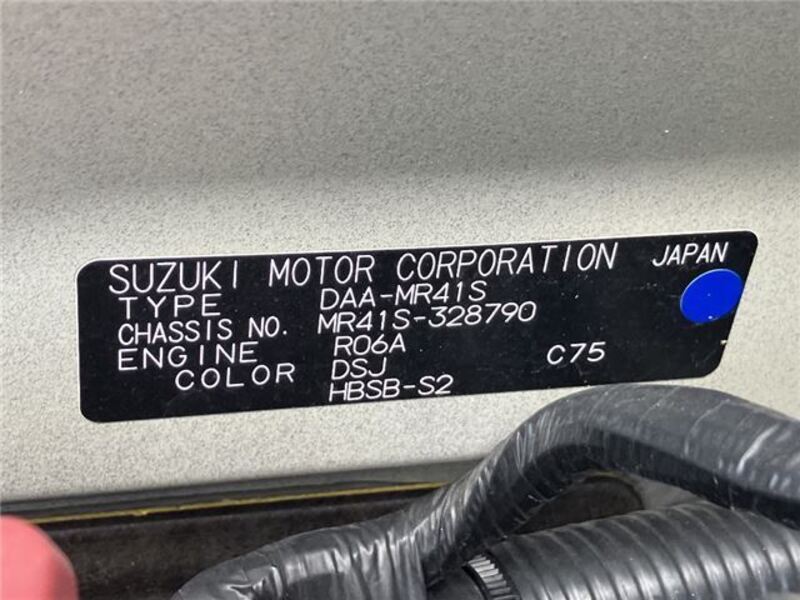 SUZUKI MOTOR CORPORATION JAPAN
TYPE DAA-MR41S
CHASSIS NO. MR41S-328790
ENGINE R06A C75
COLOR DSJ
HBSB-S2